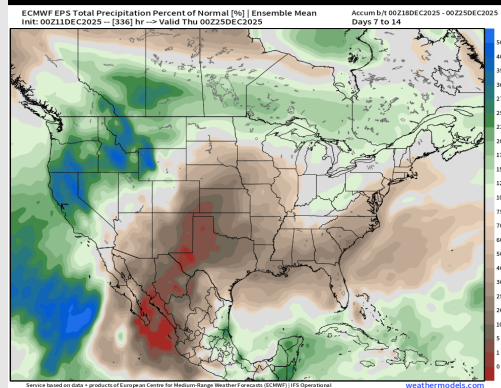 ECMWF EPS Total Precipitation Percent of Normal [%] | Ensemble Mean
Accum b/t 00Z18DEC2025 - 00Z25DEC2025
Init: 00Z11DEC2025 -- [336] hr --> Valid Thu 00Z25DEC2025
Days 7 to 14
Service based on data + products of European Centre for Medium-Range Weather Forecasts (ECMWF) | IFS Operational
weathermodels.com